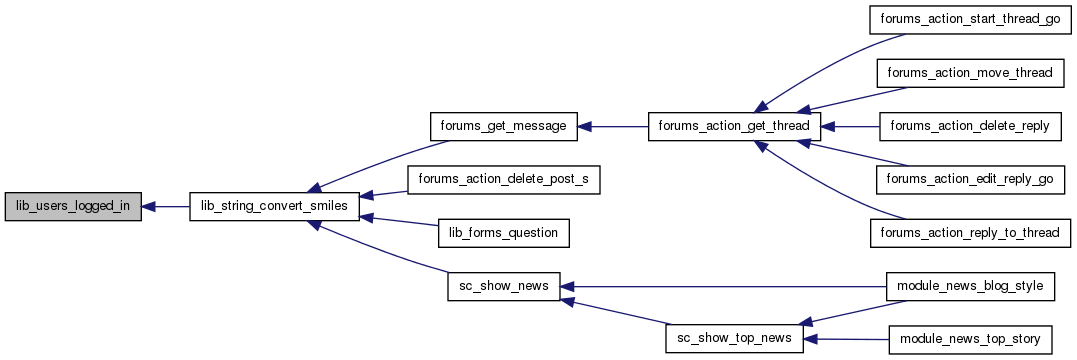 forums_action_start_thread_go
forums_action_move_thread
forums_get_message
forums_action_get_thread
forums_action_delete_reply
forums_action_delete_post_s
forums_action_edit_reply_go
lib_users_logged_in
lib_string_convert_smiles
lib_forms_question
forums_action_reply_to_thread
sc_show_news
module_news_blog_style
sc_show_top_news
module_news_top_story